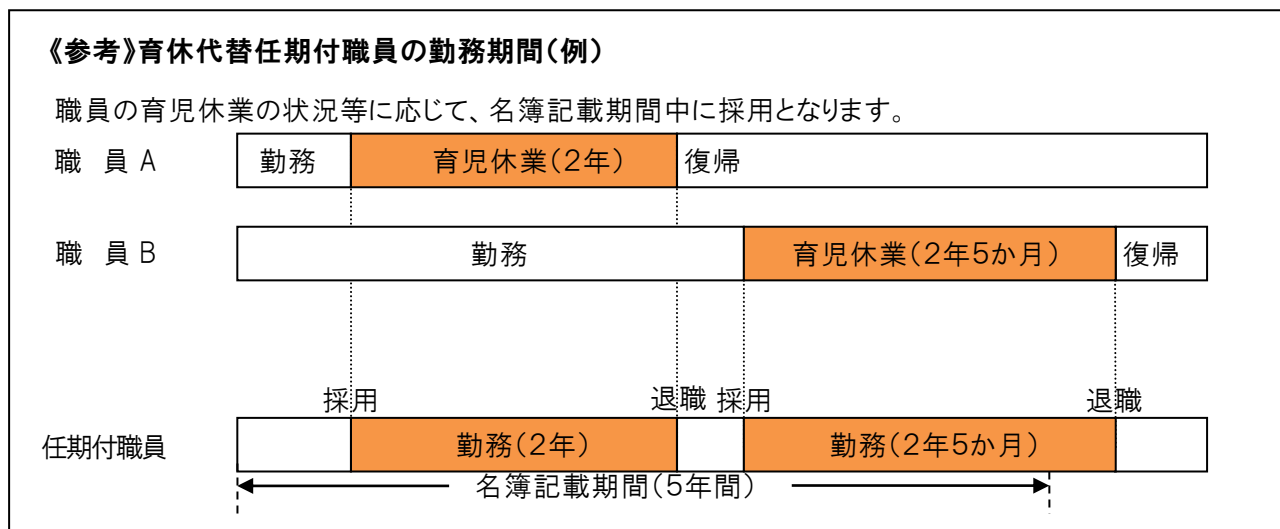 《参考》育休代替任期付職員の勤務期間(例)
職員の育児休業の状況等に応じて、名簿記載期間中に採用となります。
職 員 A 勤務 育児休業(2年) 復帰
職 員 B 勤務 育児休業(2年5か月) 復帰
採用 退職 採用 退職
任期付職員 勤務(2年) 勤務(2年5か月)
名簿記載期間(5年間)